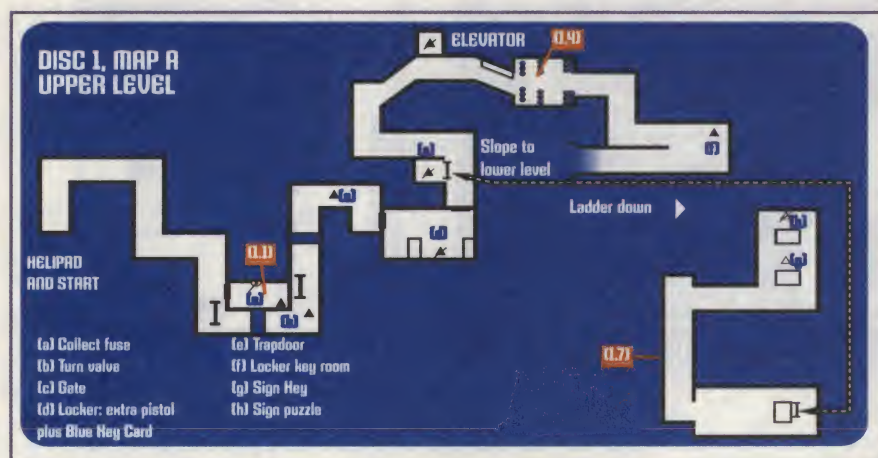 DISC 1, MAP A
UPPER LEVEL
ELEVATOR
(1.4)
Slope to
lower level
(f)
(e)
Ladder down
(d)
(h)
(g)
HELIPAD
AND START
(1.1)
(b)
(1.7)
(a) Collect fuse
(b) Turn valve
(c) Gate
(d) Locker: extra pistol
plus Blue Key Card
(e) Trapdoor
(f) Locker key room
(g) Sign Key
(h) Sign puzzle